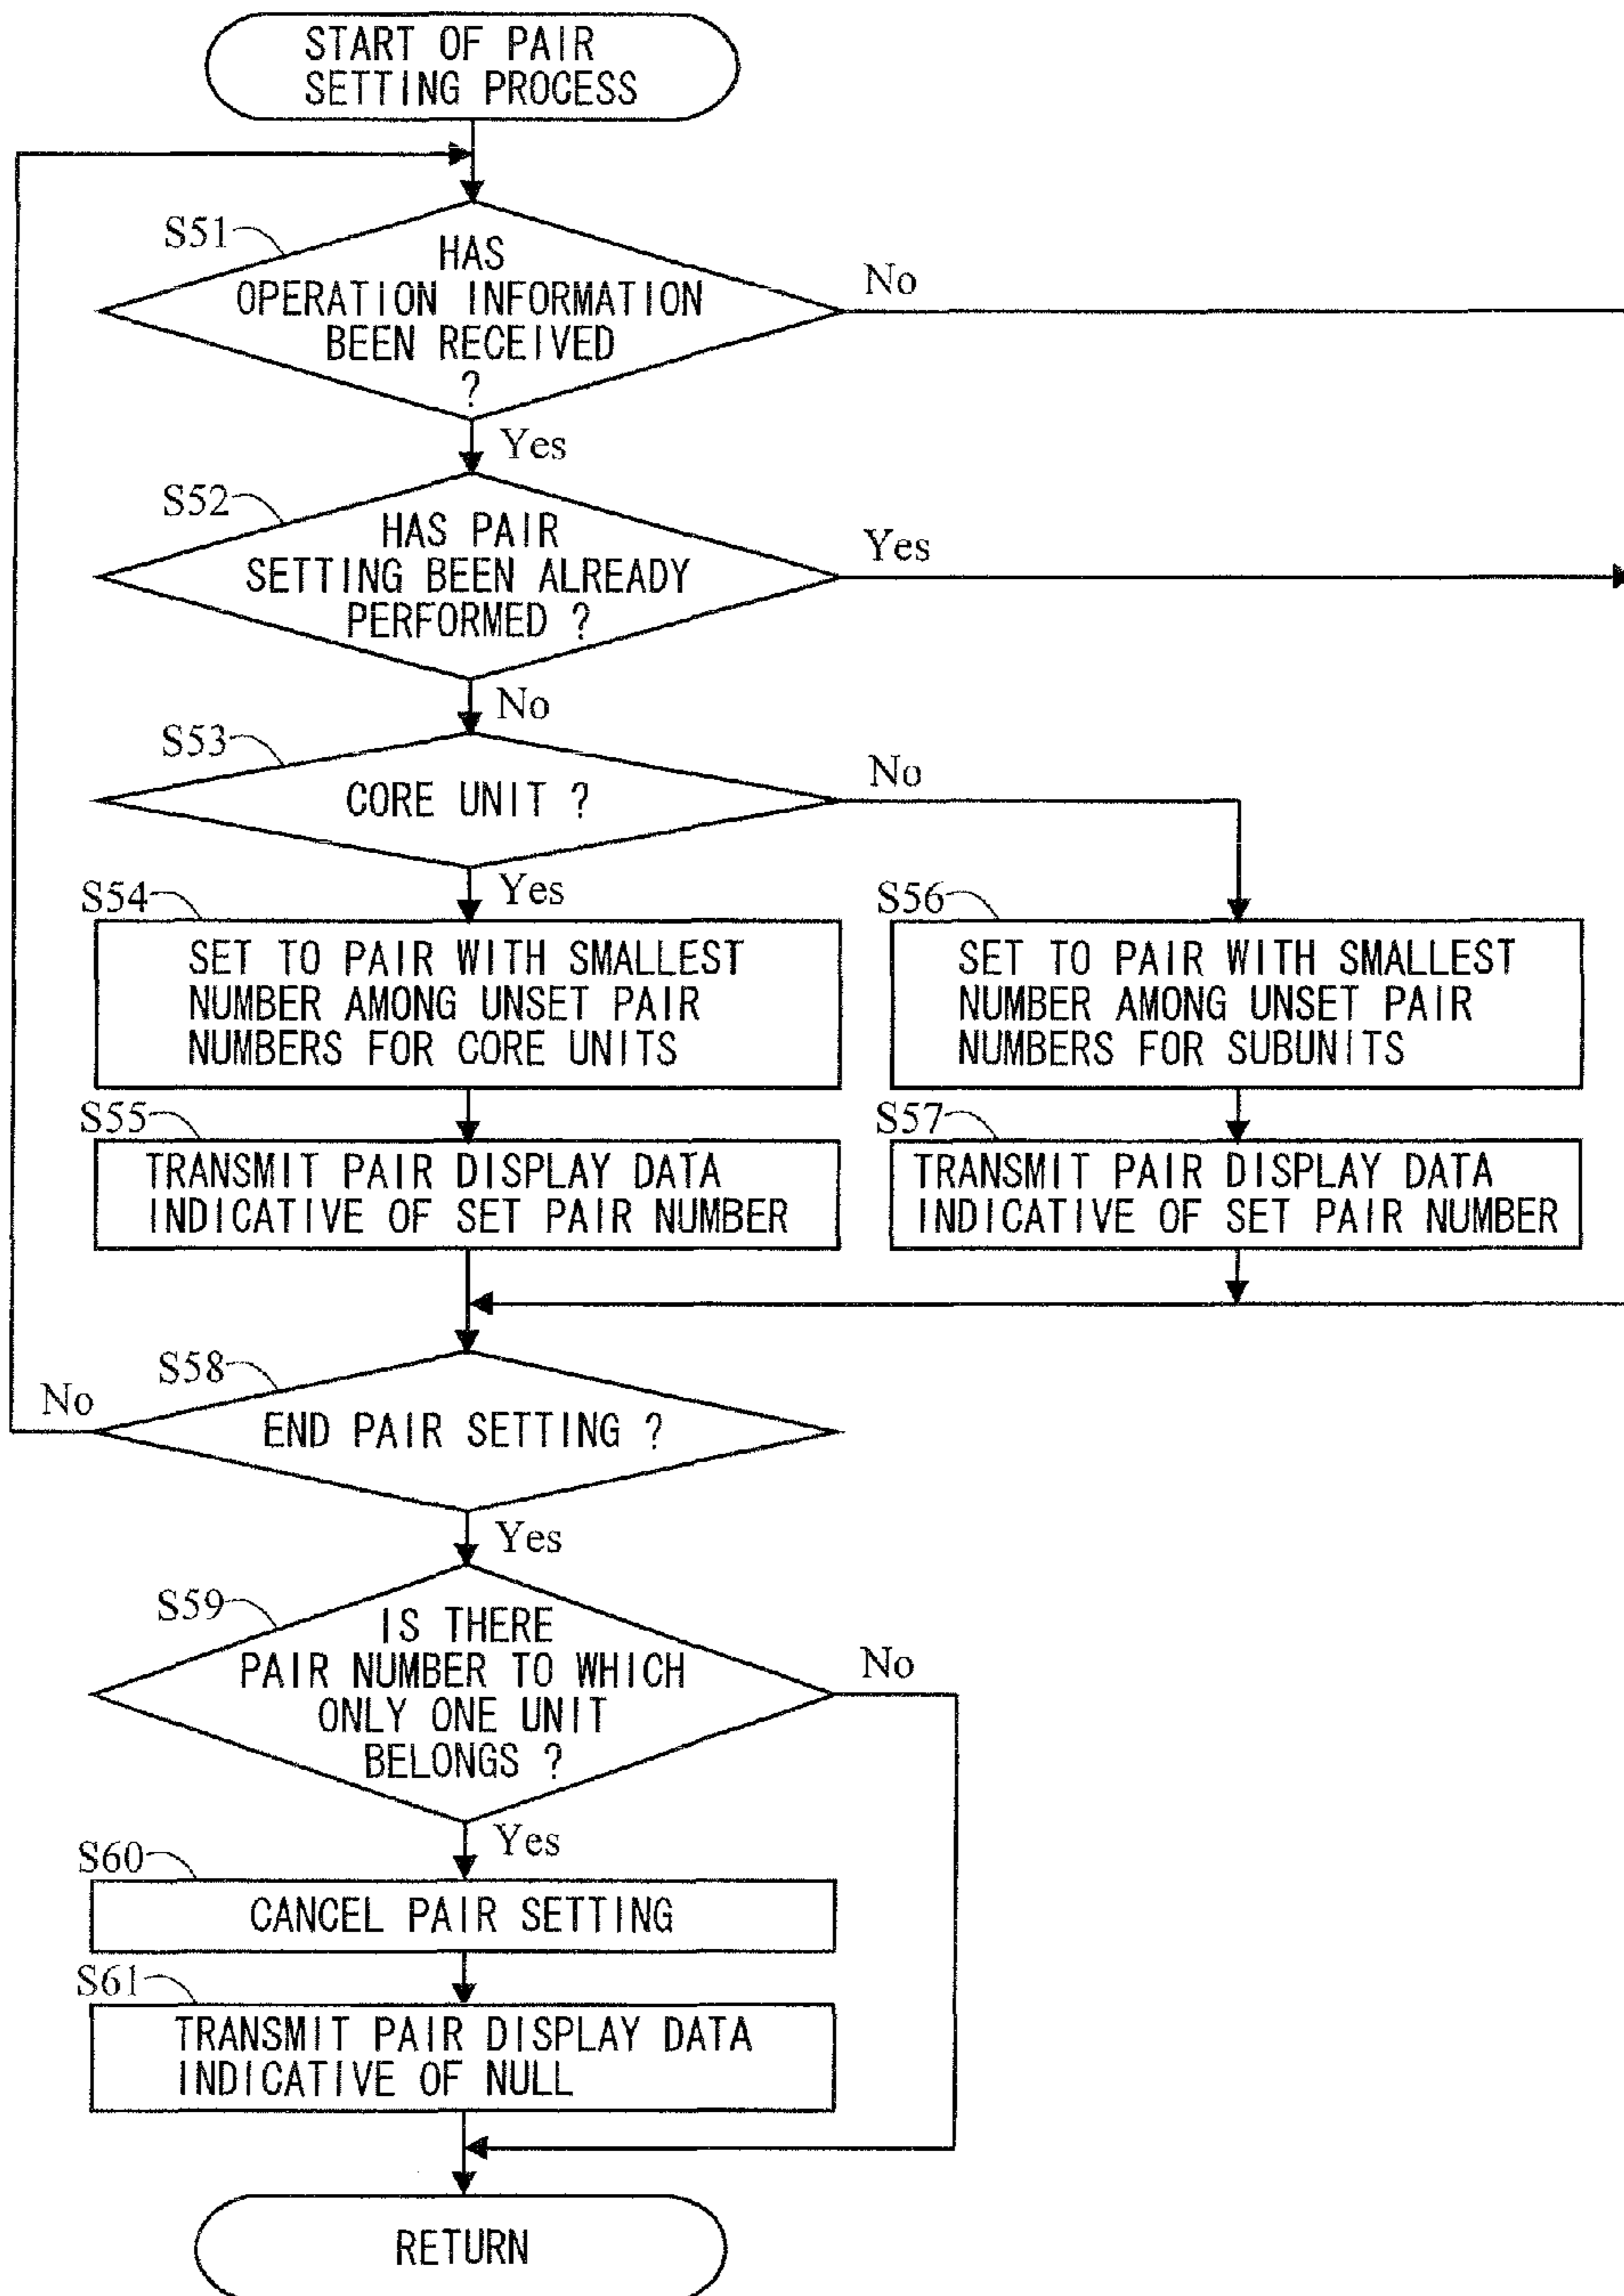 START OF PAIR
SETTING PROCESS
S51
HAS
OPERATION INFORMATION
BEEN RECEIVED
?
No
Yes
S52
HAS PAIR
SETTING BEEN ALREADY
PERFORMED ?
Yes
No
S53
CORE UNIT ?
No
Yes
S54
SET TO PAIR WITH SMALLEST
NUMBER AMONG UNSET PAIR
NUMBERS FOR CORE UNITS
S56
SET TO PAIR WITH SMALLEST
NUMBER AMONG UNSET PAIR
NUMBERS FOR SUBUNITS
S55
TRANSMIT PAIR DISPLAY DATA
INDICATIVE OF SET PAIR NUMBER
S57
TRANSMIT PAIR DISPLAY DATA
INDICATIVE OF SET PAIR NUMBER
S58
No
END PAIR SETTING ?
Yes
S59
IS THERE
PAIR NUMBER TO WHICH
ONLY ONE UNIT
BELONGS ?
No
Yes
S60
CANCEL PAIR SETTING
S61
TRANSMIT PAIR DISPLAY DATA
INDICATIVE OF NULL
RETURN